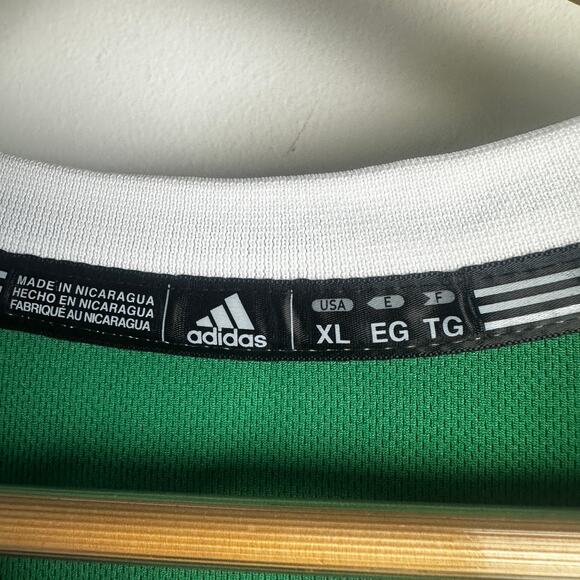 MADE IN NICARAGUA
HECHO EN NICARAGUA
FABRIQUÉ AU NICARAGUA
adidas
USA E F
XL EG TG